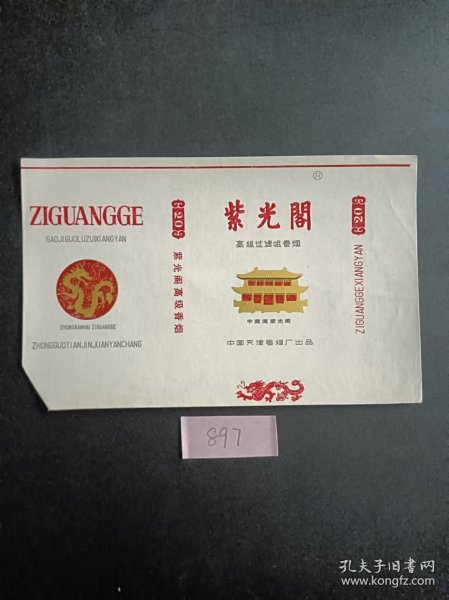 ZIGUANGGE
GAOJIGUOLUZUIXIANGYAN
ZHONGNANHAI ZIGUANGGE
ZHONGGUOTIANJINJUANYANCHANG
20
紫光阁高级香烟
®
紫光閣
高级过滤咀香烟
中南海紫光阁
中国天津卷烟厂出品
20
ZIGUANGGEXIANGYAN
897
孔夫子旧书网
www.kongfz.com